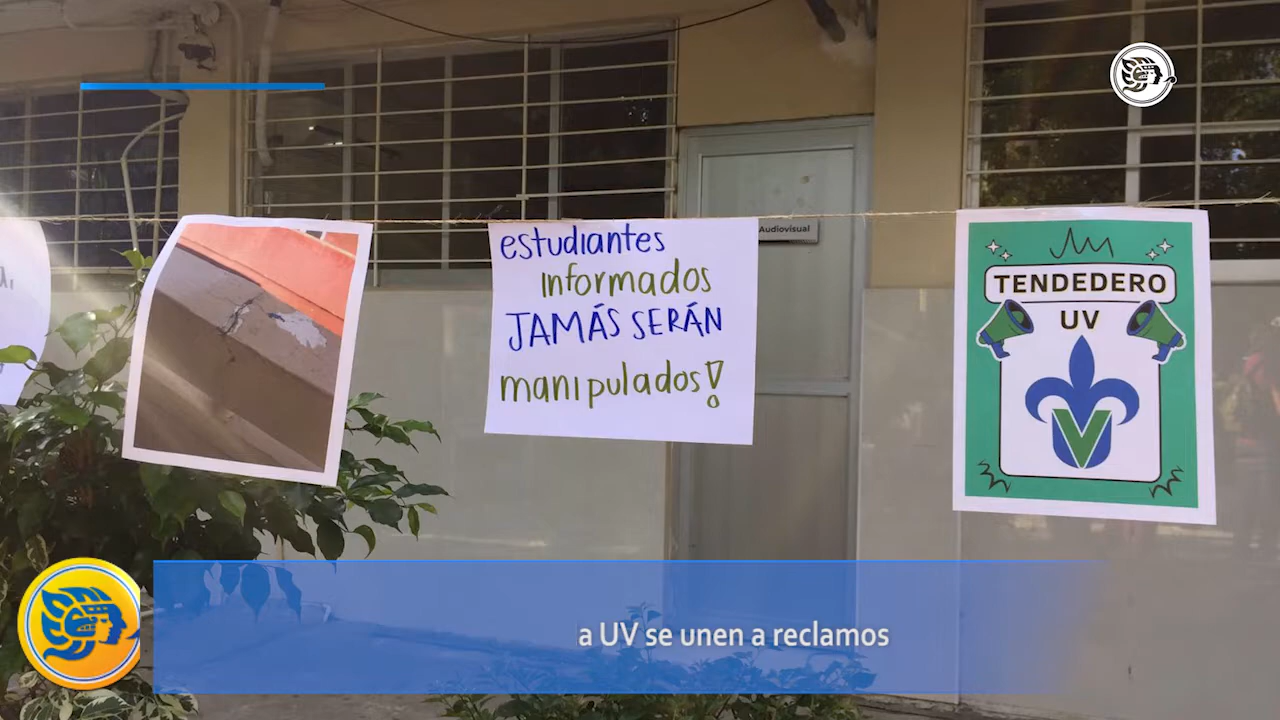 Audiovisual
estudiantes
Informados
JAMÁS SERÁN
manipulados!
TENDEDERO
UV
a UV se unen a reclamos